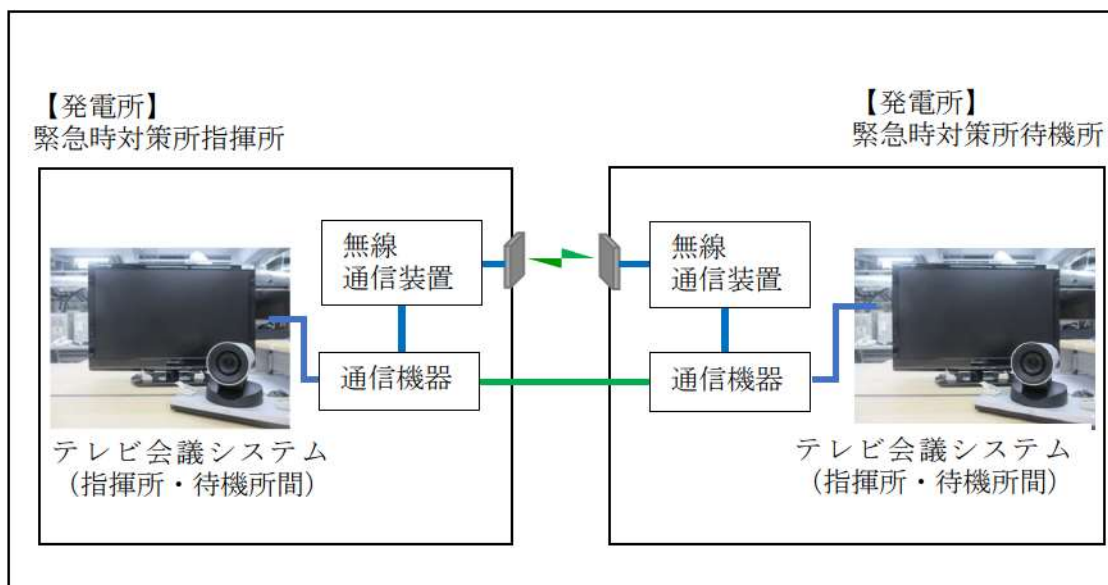 【発電所】
緊急時対策所指揮所
無線
通信装置
通信機器
テレビ会議システム
（指揮所・待機所間）
【発電所】
緊急時対策所待機所
無線
通信装置
通信機器
テレビ会議システム
（指揮所・待機所間）